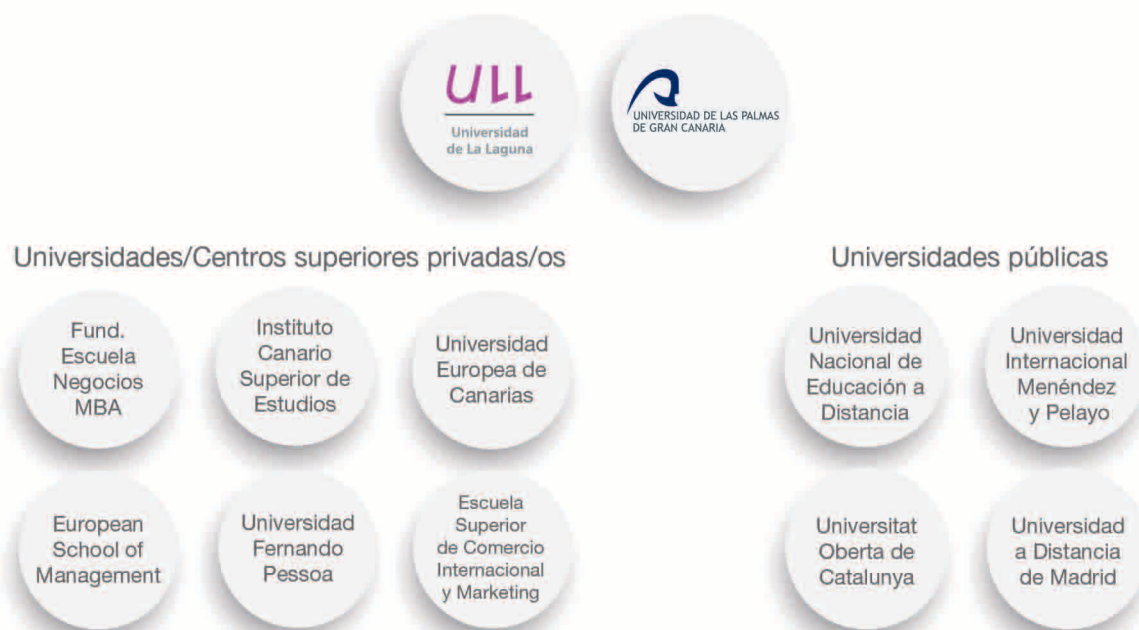 ULL
Universidad
de La Laguna
UNIVERSIDAD DE LAS PALMAS
DE GRAN CANARIA
Universidades/Centros superiores privadas/os
Fund.
Escuela
Negocios
MBA
Instituto
Canario
Superior de
Estudios
Universidad
Europea de
Canarias
European
School of
Management
Universidad
Fernando
Pessoa
Escuela
Superior
de Comercio
Internacional
y Marketing
Universidades públicas
Universidad
Nacional de
Educación a
Distancia
Universidad
Internacional
Menéndez
y Pelayo
Universitat
Oberta de
Catalunya
Universidad
a Distancia
de Madrid